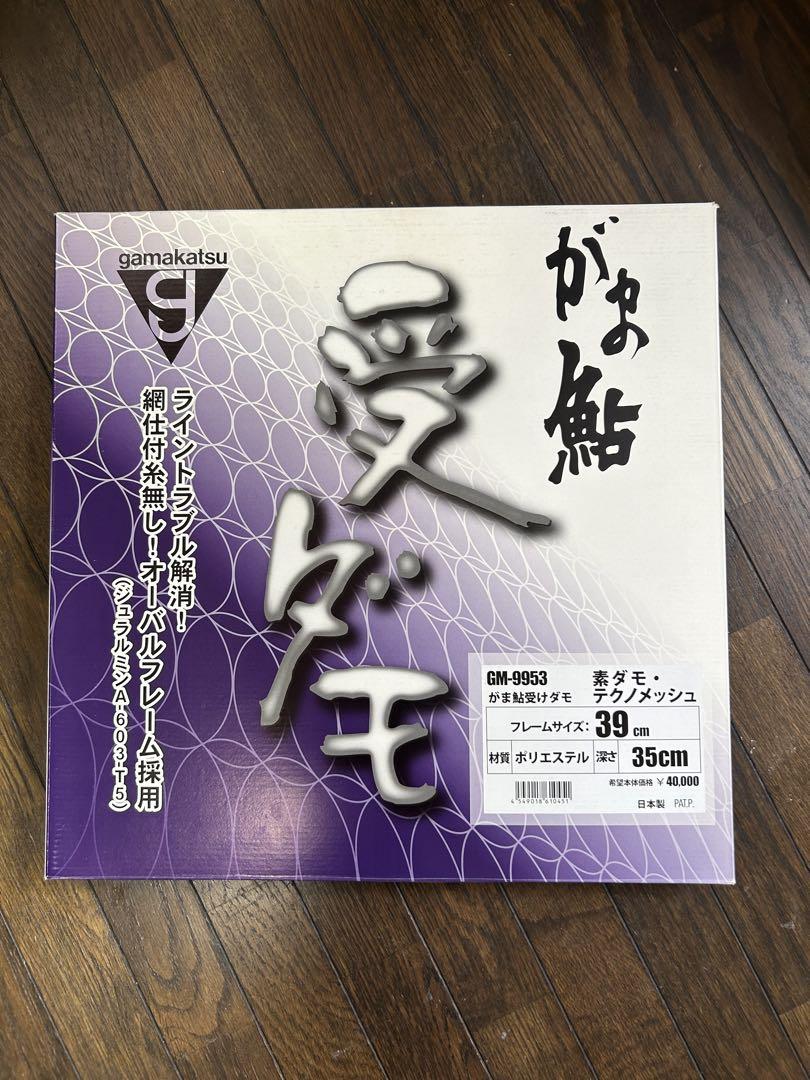 gamakatsu
がま鮎
受ダモ
ライントラブル解消!
網仕付糸無し!オーバルフレーム採用
(ジュラルミンA-603-T5)
GM-9953 素ダモ・
がま鮎受けダモ テクノメッシュ
フレームサイズ: 39 cm
材質 ポリエステル 深さ 35cm
希望本体価格 ¥40,000
4 549018 610451
日本製 PAT.P.